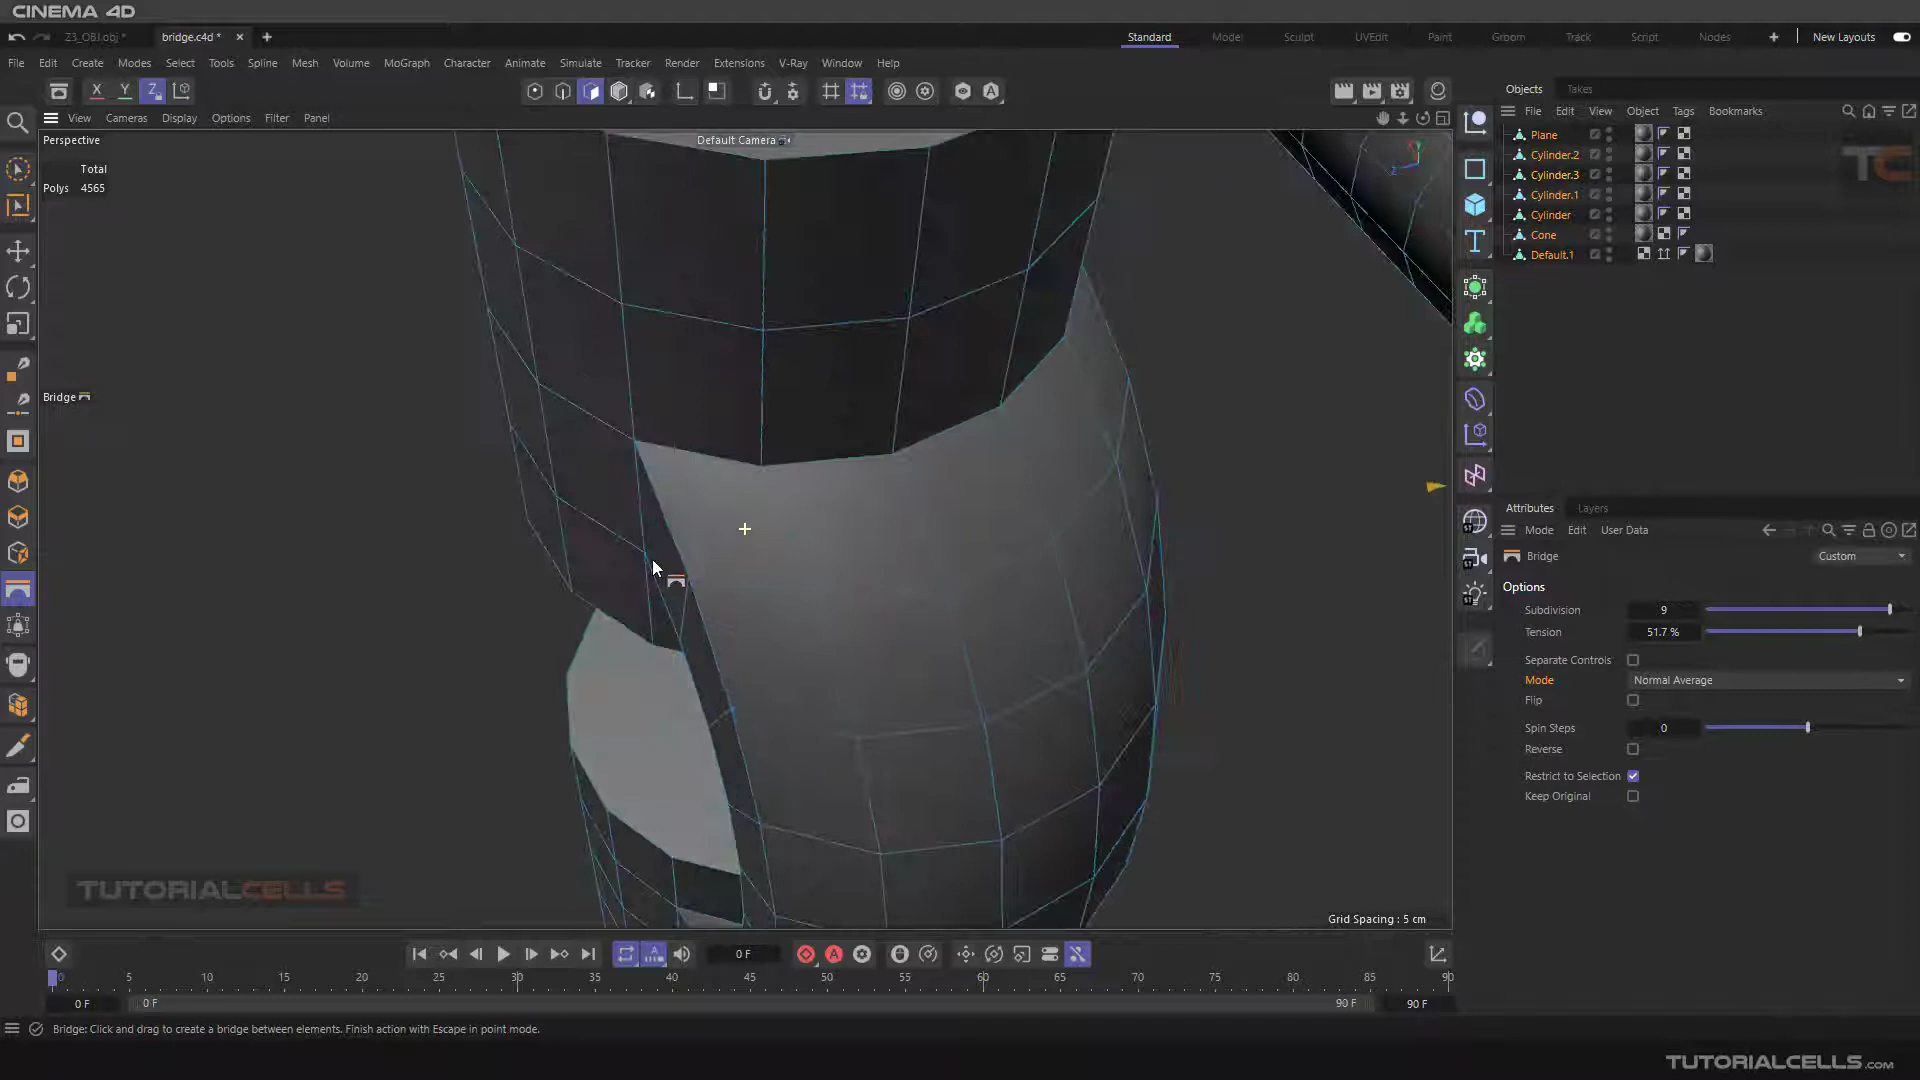 CINEMA 4D
Z3_OBJ.obj *
bridge.c4d *
Standard
Model
Sculpt
UVEdit
Paint
Groom
Track
Script
Nodes
New Layouts
File Edit Create Modes Select Tools Spline Mesh Volume MoGraph Character Animate Simulate Tracker Render Extensions V-Ray Window Help
X Y Z
Objects Takes
View Cameras Display Options Filter Panel
File Edit View Object Tags Bookmarks
Perspective
Default Camera
Total
Polys 4565
Y
Z
Plane
Cylinder.2
Cylinder.3
Cylinder.1
Cylinder
Cone
Default.1
TC
Bridge
Attributes Layers
Mode Edit User Data
Bridge
Custom
Options
Subdivision 9
Tension 51.7 %
Separate Controls
Mode Normal Average
Flip
Spin Steps 0
Reverse
Restrict to Selection
Keep Original
TUTORIALCELLS
Grid Spacing : 5 cm
0 F
0 5 10 15 20 25 30 35 40 45 50 55 60 65 70 75 80 85 90
0 F 0 F 90 F 90 F
Bridge: Click and drag to create a bridge between elements. Finish action with Escape in point mode.
TUTORIALCELLS.COM